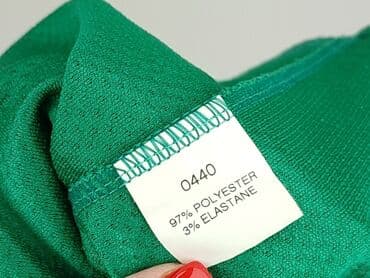 0440
97% POLYESTER
3% ELASTANE